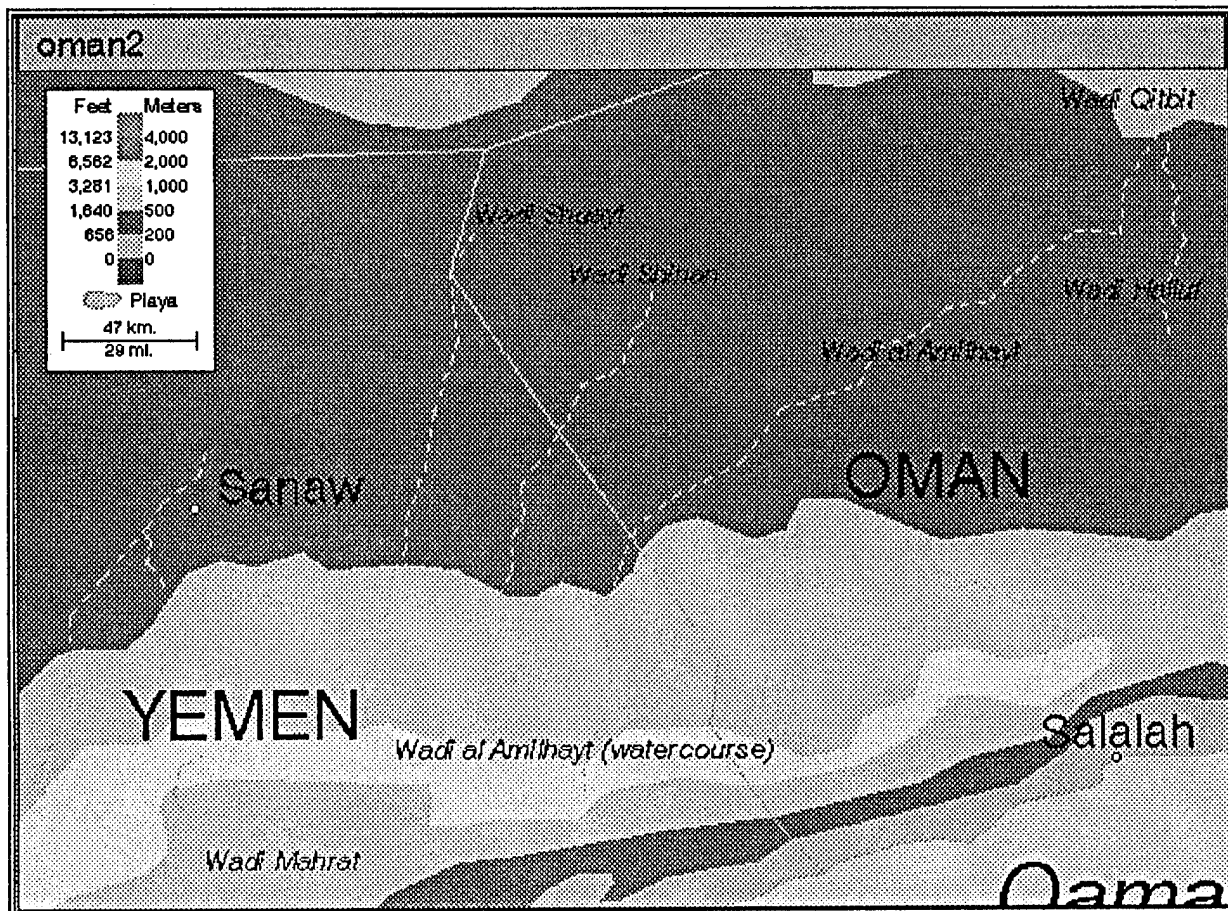 oman2
Feet Meters
13,123 4,000
6,562 2,000
3,281 1,000
1,640 500
656 200
0 0
Playa
47 km.
29 mi.
Wadi Qitbit
Wadi Shuayt
Wadi Shihan
Wadi Halluf
Wadi al Amilhayt
Sanaw
OMAN
YEMEN
Salalah
Wadi al Amilhayt (watercourse)
Wadi Mahrat
Qama